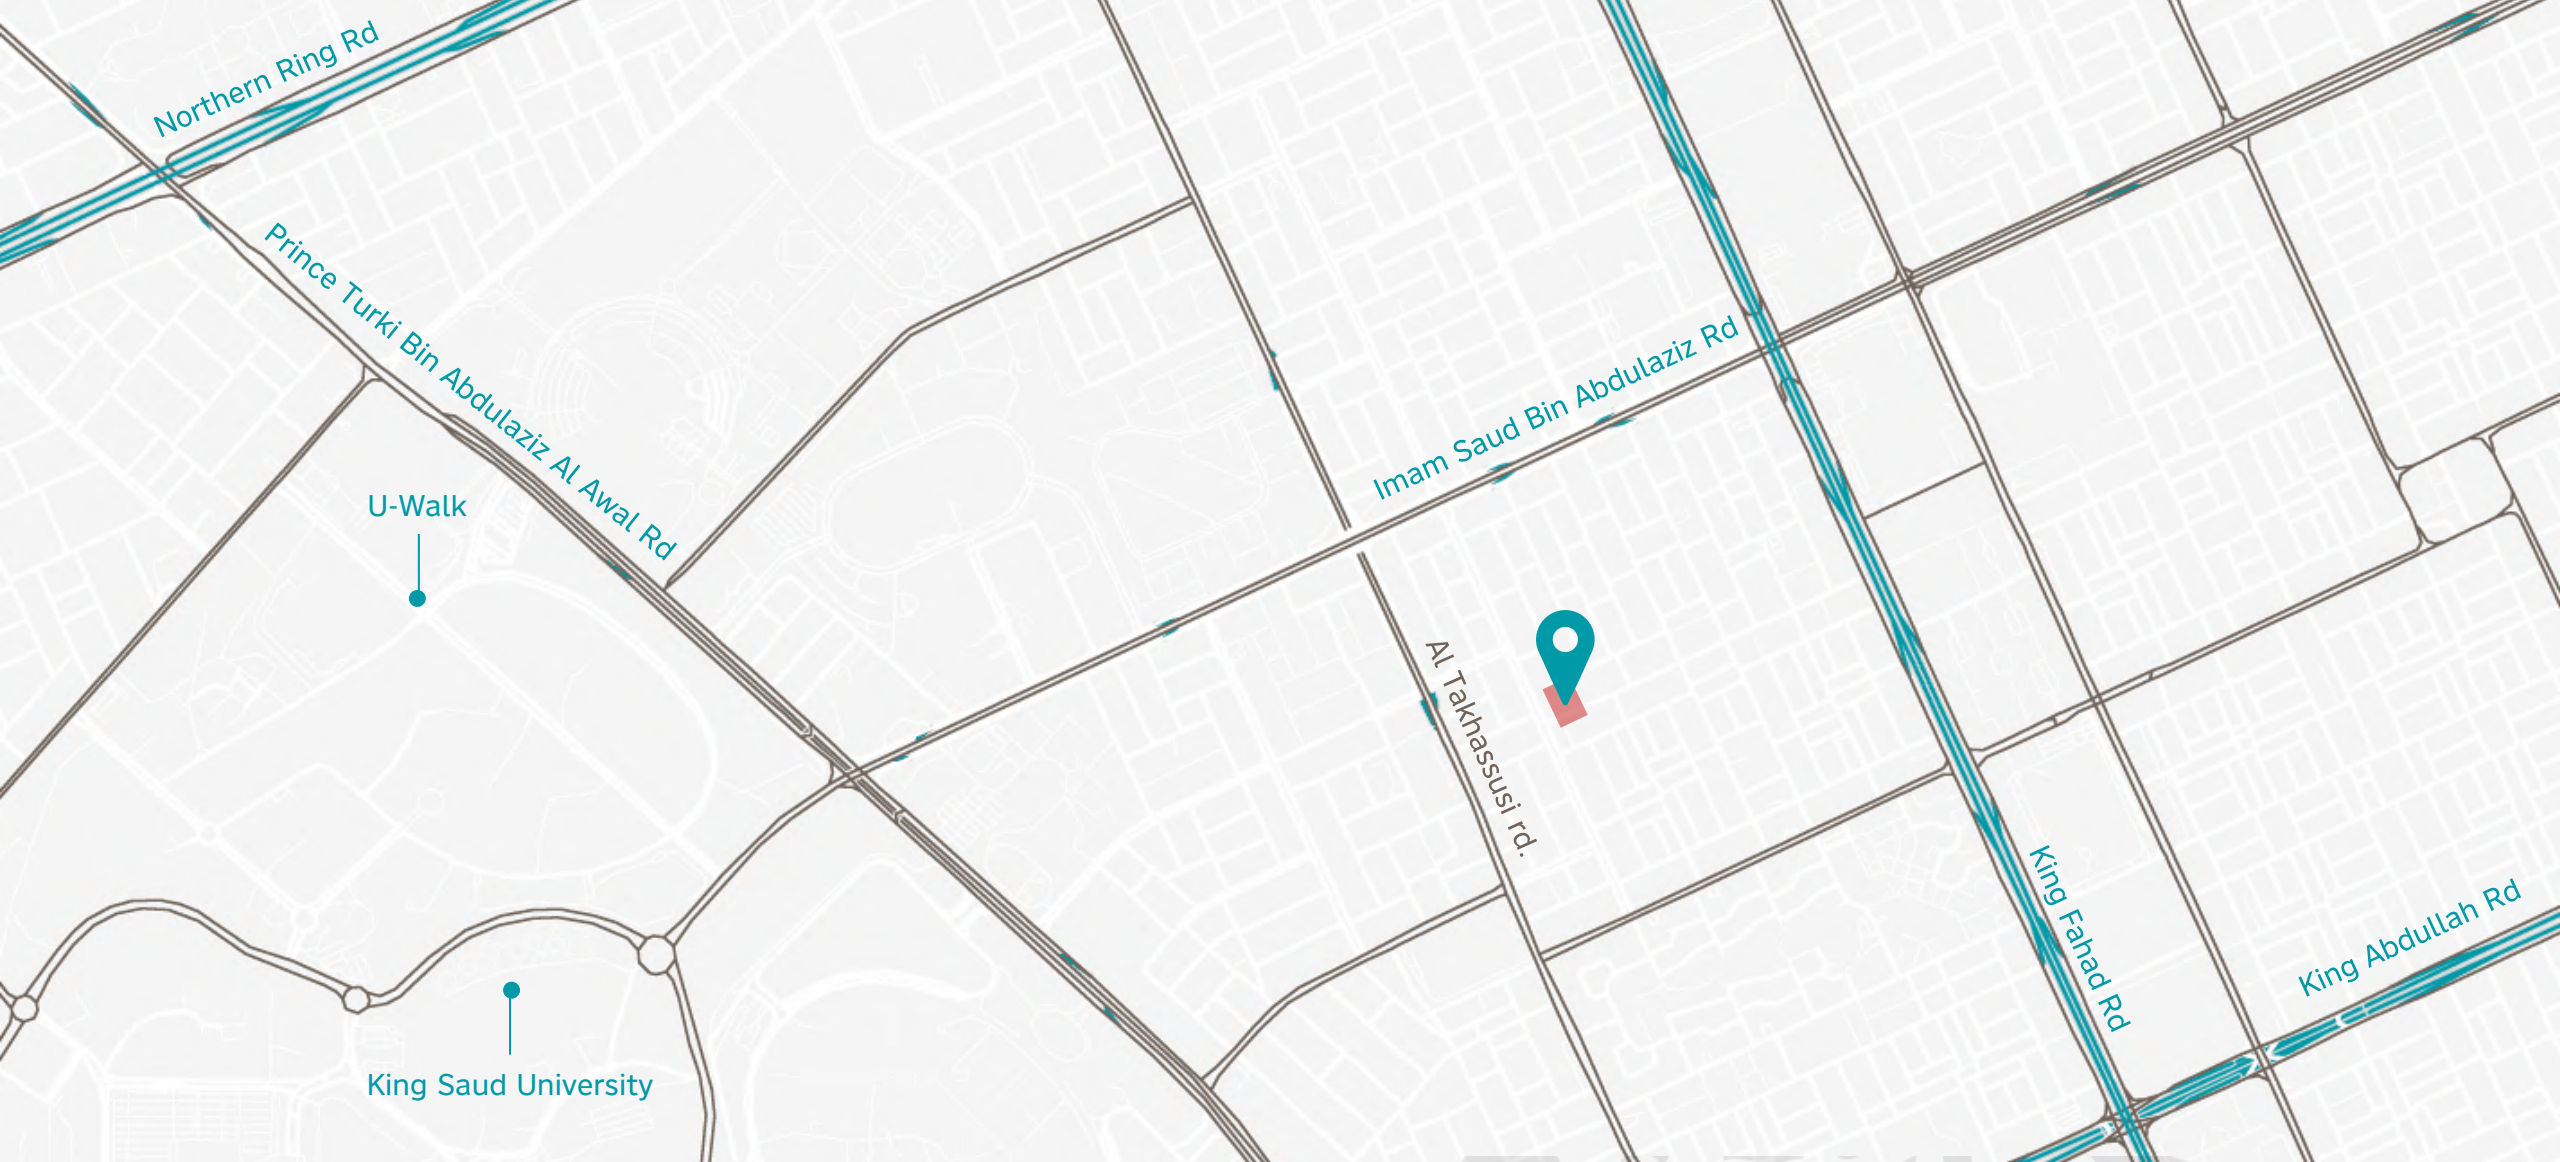 Northern Ring Rd
Prince Turki Bin Abdulaziz Al Awal Rd
Imam Saud Bin Abdulaziz Rd
U-Walk
Al Takhassusi rd.
King Fahad Rd
King Abdullah Rd
King Saud University